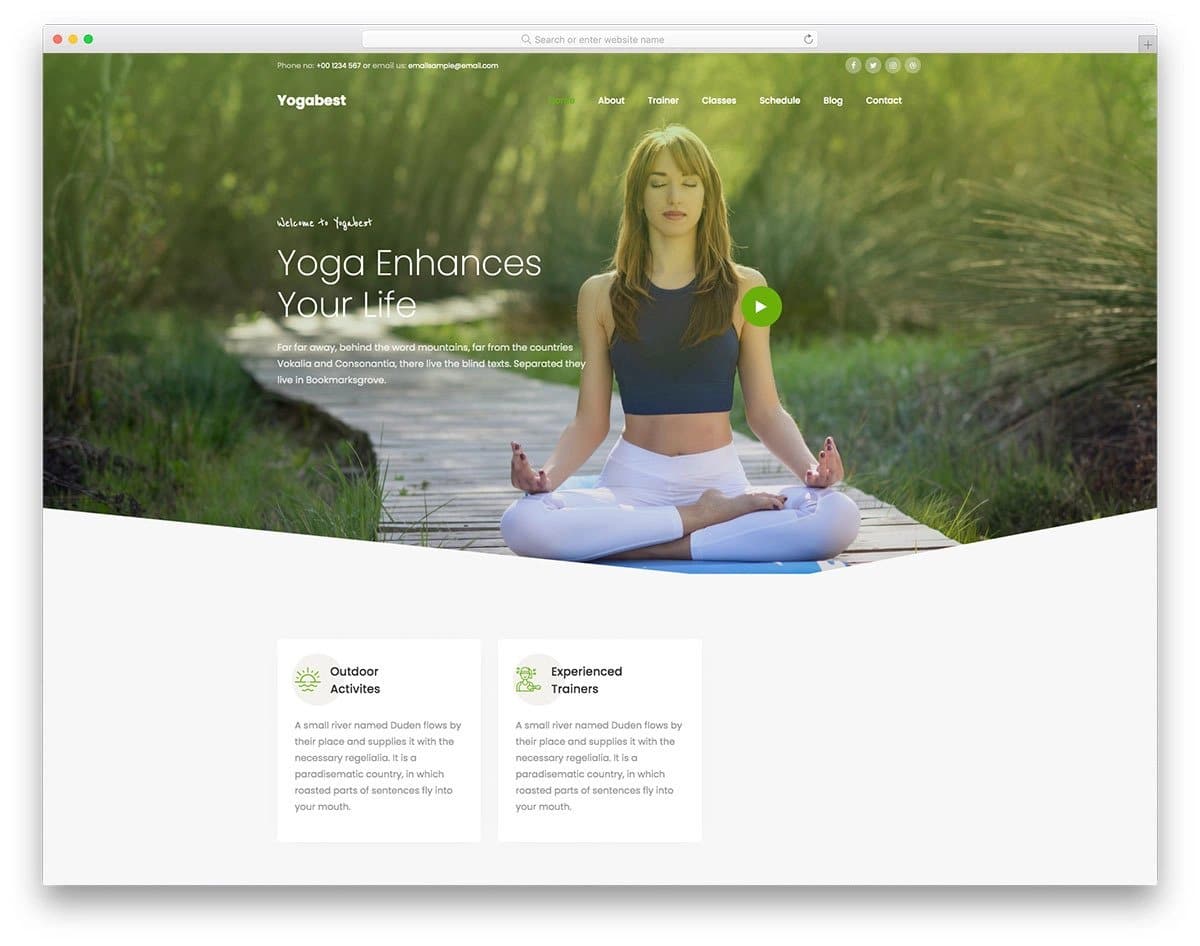 Search or enter website name
Phone no: +00 1234 567 or email us: emailsample@email.com
Yogabest
Home About Trainer Classes Schedule Blog Contact
Welcome to Yogabest
Yoga Enhances
Your Life
Far far away, behind the word mountains, far from the countries
Vokalia and Consonantia, there live the blind texts. Separated they
live in Bookmarksgrove.
Outdoor
Activites
A small river named Duden flows by
their place and supplies it with the
necessary regelialia. It is a
paradisematic country, in which
roasted parts of sentences fly into
your mouth.
Experienced
Trainers
A small river named Duden flows by
their place and supplies it with the
necessary regelialia. It is a
paradisematic country, in which
roasted parts of sentences fly into
your mouth.